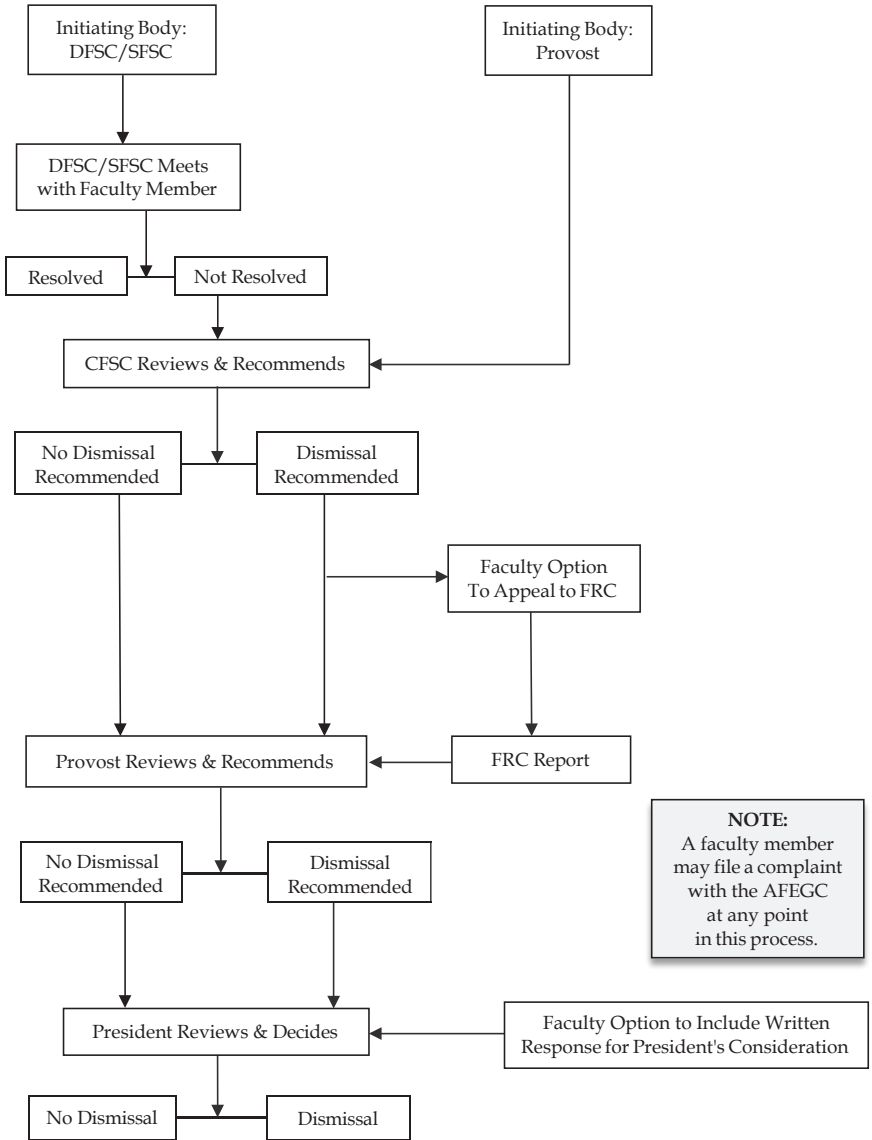 Initiating Body:
DFSC/SFSC
Initiating Body:
Provost
DFSC/SFSC Meets
with Faculty Member
Resolved
Not Resolved
CFSC Reviews & Recommends
No Dismissal
Recommended
Dismissal
Recommended
Faculty Option
To Appeal to FRC
Provost Reviews & Recommends
FRC Report
NOTE:
A faculty member
may file a complaint
with the AFEGC
at any point
in this process.
No Dismissal
Recommended
Dismissal
Recommended
President Reviews & Decides
Faculty Option to Include Written
Response for President's Consideration
No Dismissal
Dismissal